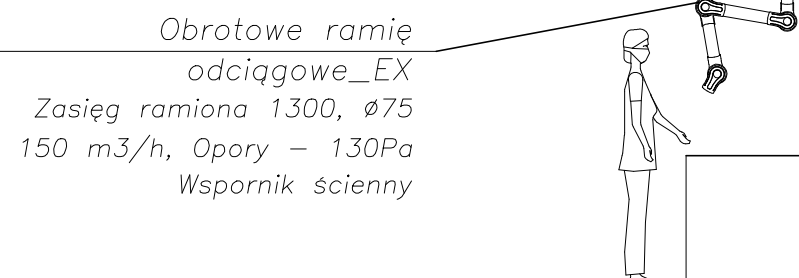 Obrotowe ramię
odciągowe_EX
Zasięg ramiona 1300, ø75
150 m3/h, Opory – 130Pa
Wspornik ścienny